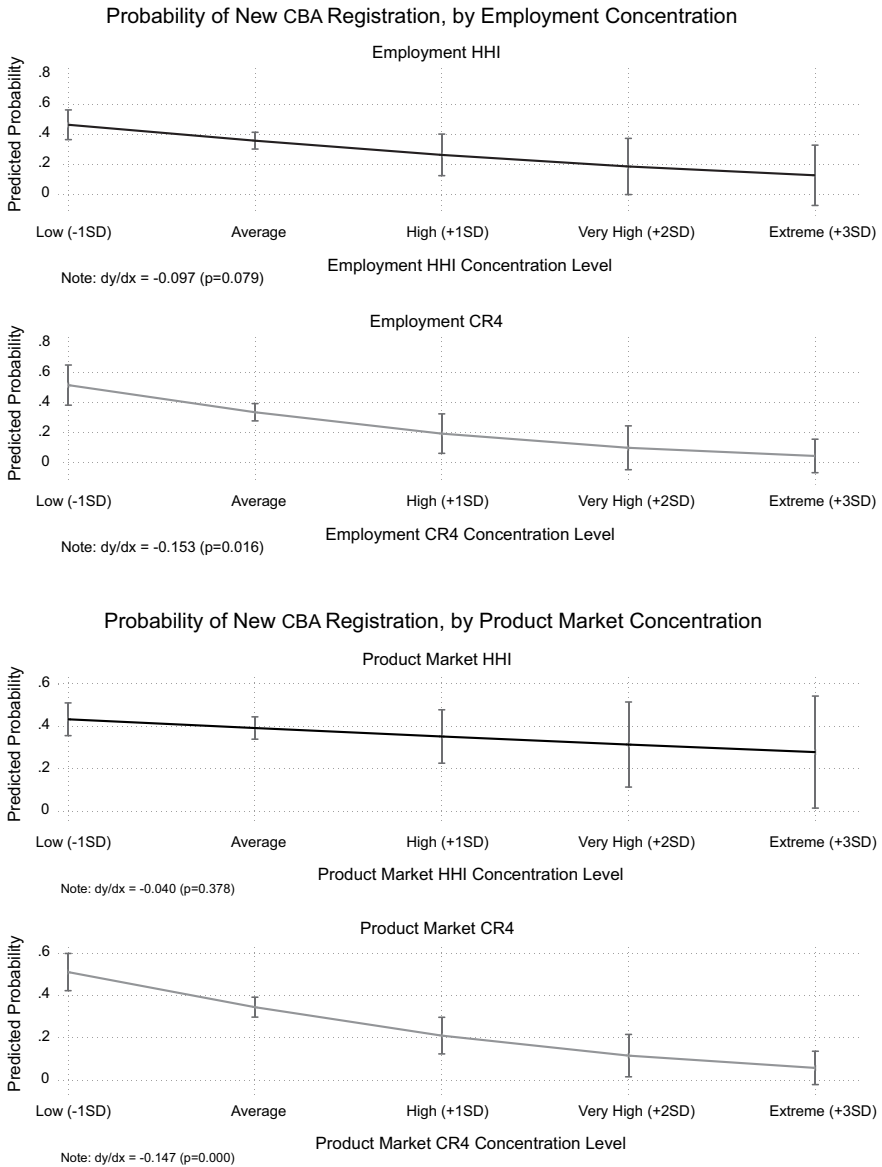 Probability of New CBA Registration, by Employment Concentration
Employment HHI
Predicted Probability
.8
.6
.4
.2
0
Low (-1SD) Average High (+1SD) Very High (+2SD) Extreme (+3SD)
Employment HHI Concentration Level
Note: dy/dx = -0.097 (p=0.079)
Employment CR4
Predicted Probability
.8
.6
.4
.2
0
Low (-1SD) Average High (+1SD) Very High (+2SD) Extreme (+3SD)
Employment CR4 Concentration Level
Note: dy/dx = -0.153 (p=0.016)
Probability of New CBA Registration, by Product Market Concentration
Product Market HHI
Predicted Probability
.6
.4
.2
0
Low (-1SD) Average High (+1SD) Very High (+2SD) Extreme (+3SD)
Product Market HHI Concentration Level
Note: dy/dx = -0.040 (p=0.378)
Product Market CR4
Predicted Probability
.6
.4
.2
0
Low (-1SD) Average High (+1SD) Very High (+2SD) Extreme (+3SD)
Product Market CR4 Concentration Level
Note: dy/dx = -0.147 (p=0.000)